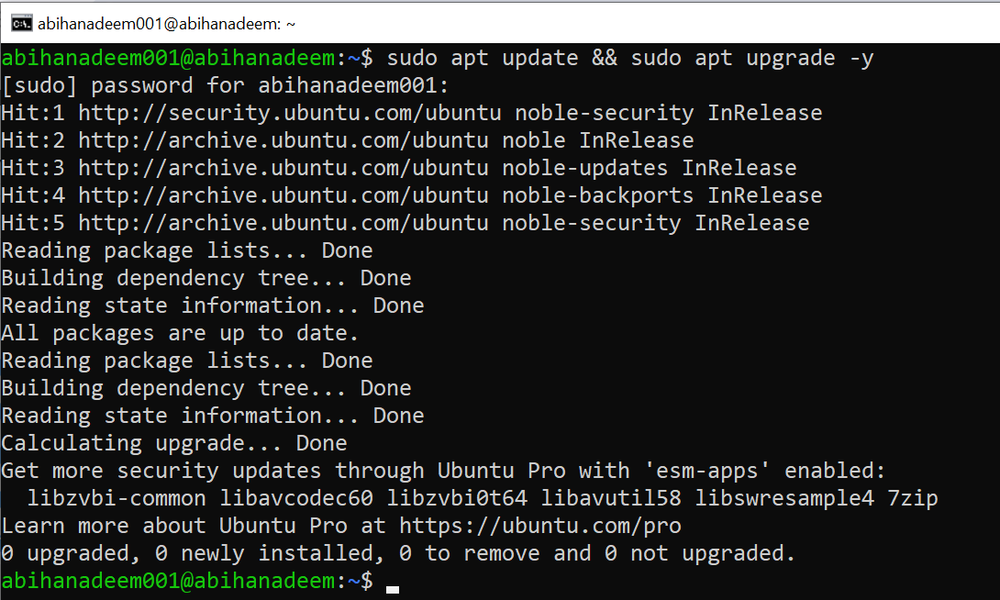 abihanadeem001@abihanadeem: ~
abihanadeem001@abihanadeem:~$ sudo apt update && sudo apt upgrade -y
[sudo] password for abihanadeem001:
Hit:1 http://security.ubuntu.com/ubuntu noble-security InRelease
Hit:2 http://archive.ubuntu.com/ubuntu noble InRelease
Hit:3 http://archive.ubuntu.com/ubuntu noble-updates InRelease
Hit:4 http://archive.ubuntu.com/ubuntu noble-backports InRelease
Hit:5 http://archive.ubuntu.com/ubuntu noble-security InRelease
Reading package lists... Done
Building dependency tree... Done
Reading state information... Done
All packages are up to date.
Reading package lists... Done
Building dependency tree... Done
Reading state information... Done
Calculating upgrade... Done
Get more security updates through Ubuntu Pro with 'esm-apps' enabled:
  libzvbi-common libavcodec60 libzvbi0t64 libavutil58 libswresample4 7zip
Learn more about Ubuntu Pro at https://ubuntu.com/pro
0 upgraded, 0 newly installed, 0 to remove and 0 not upgraded.
abihanadeem001@abihanadeem:~$